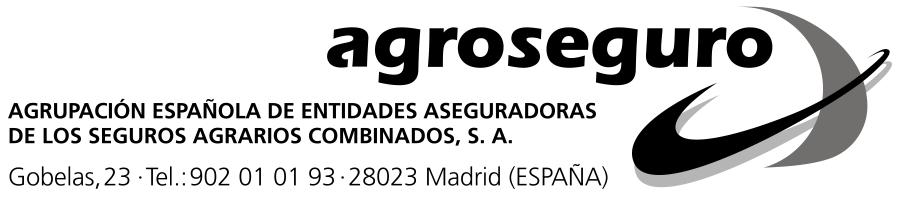 agroseguro
AGRUPACIÓN ESPAÑOLA DE ENTIDADES ASEGURADORAS
DE LOS SEGUROS AGRARIOS COMBINADOS, S. A.
Gobelas, 23 · Tel.: 902 01 01 93 · 28023 Madrid (ESPAÑA)